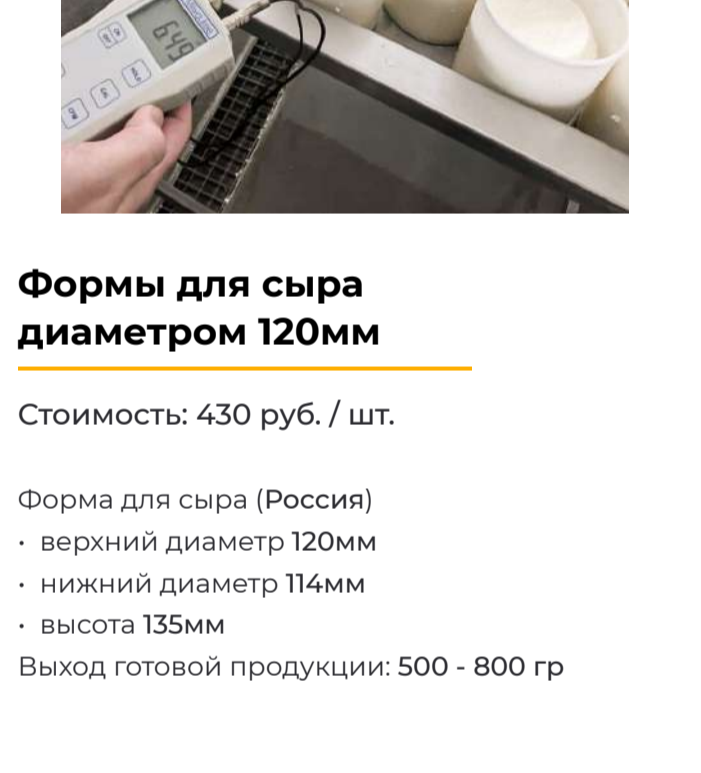 649
Формы для сыра
диаметром 120мм
Стоимость: 430 руб. / шт.
Форма для сыра (Россия)
• верхний диаметр 120мм
• нижний диаметр 114мм
• высота 135мм
Выход готовой продукции: 500 - 800 гр